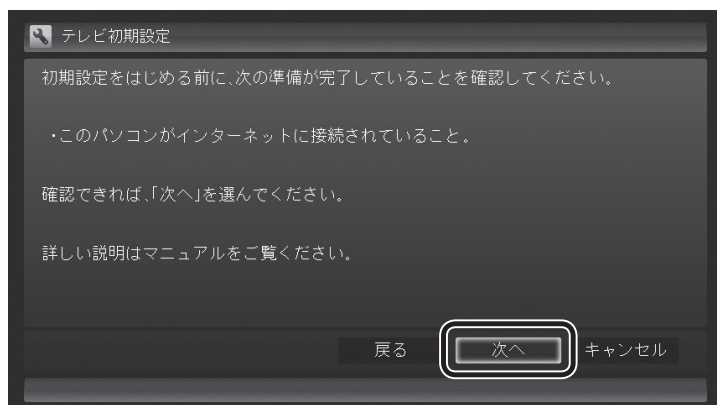 テレビ初期設定
初期設定をはじめる前に、次の準備が完了していることを確認してください。
・このパソコンがインターネットに接続されていること。
確認できれば、「次へ」を選んでください。
詳しい説明はマニュアルをご覧ください。
戻る 次へ キャンセル